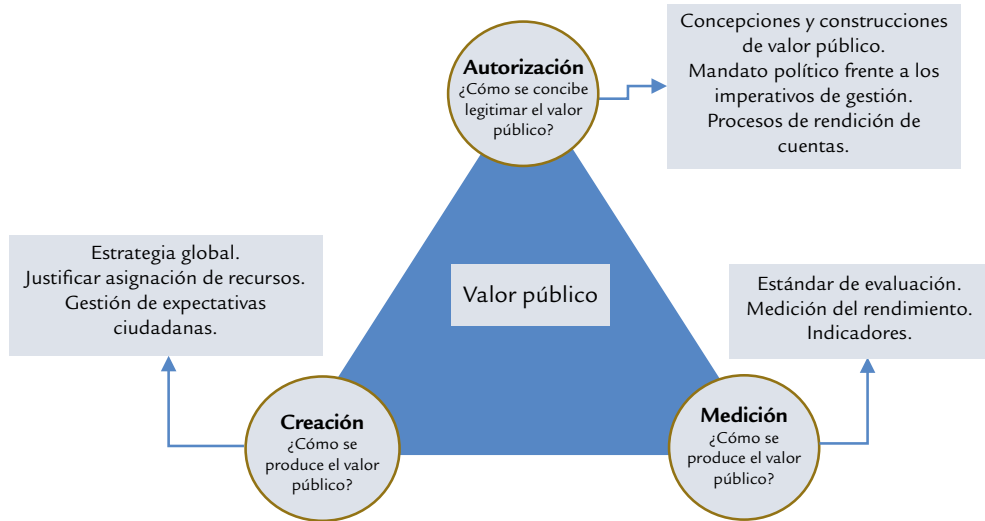 Autorización
¿Cómo se concibe
legitimar el valor
público?
Concepciones y construcciones
de valor público.
Mandato político frente a los
imperativos de gestión.
Procesos de rendición de
cuentas.
Estrategia global.
Justificar asignación de recursos.
Gestión de expectativas
ciudadanas.
Valor público
Estándar de evaluación.
Medición del rendimiento.
Indicadores.
Creación
¿Cómo se
produce el valor
público?
Medición
¿Cómo se
produce el valor
público?